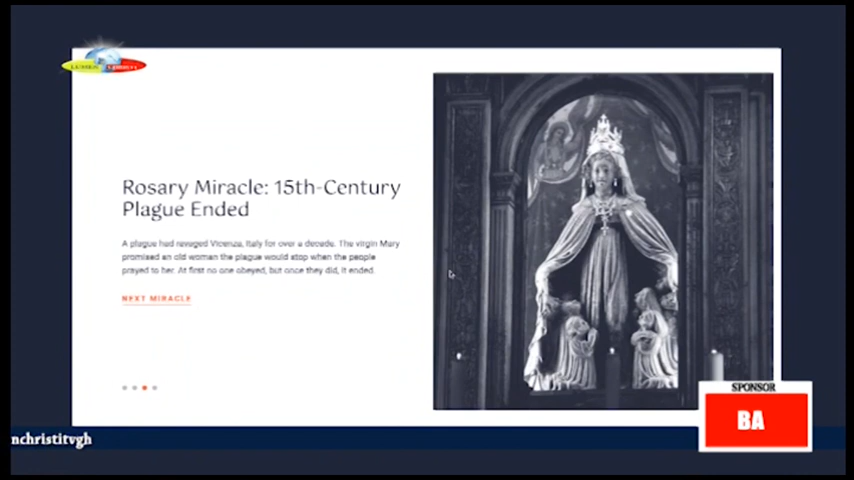 Rosary Miracle: 15th-Century
Plague Ended
A plague had ravaged Vicenza, Italy for over a decade. The virgin Mary
promised an old woman the plague would stop when the people
prayed to her. At first no one obeyed, but once they did, it ended.
NEXT MIRACLE
SPONSOR
BA
nchristitvgh